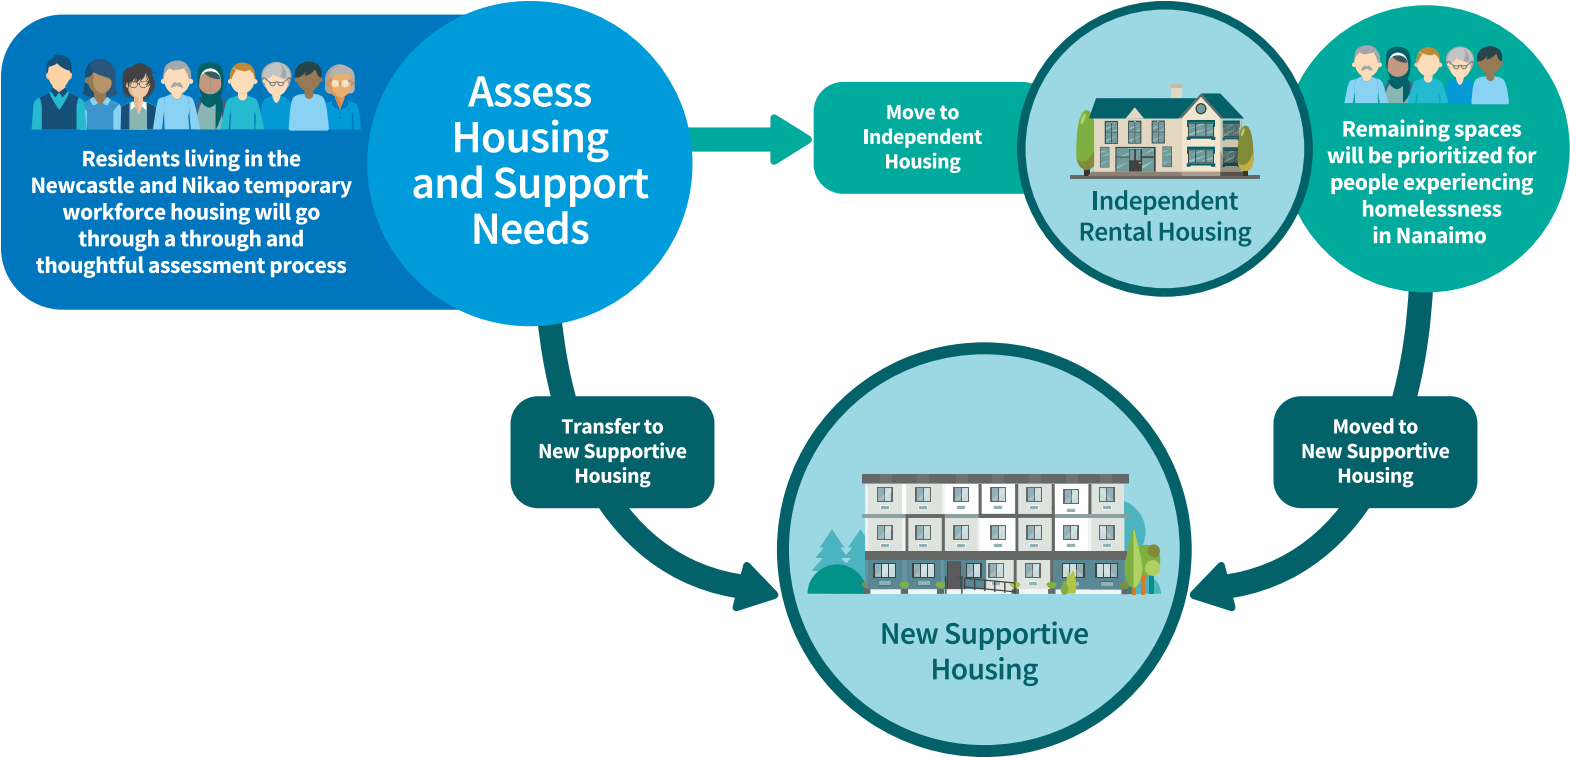 Residents living in the
Newcastle and Nikao temporary
workforce housing will go
through a through and
thoughtful assessment process
Assess
Housing
and Support
Needs
Move to
Independent
Housing
Independent
Rental Housing
Remaining spaces
will be prioritized for
people experiencing
homelessness
in Nanaimo
Transfer to
New Supportive
Housing
New Supportive
Housing
Moved to
New Supportive
Housing